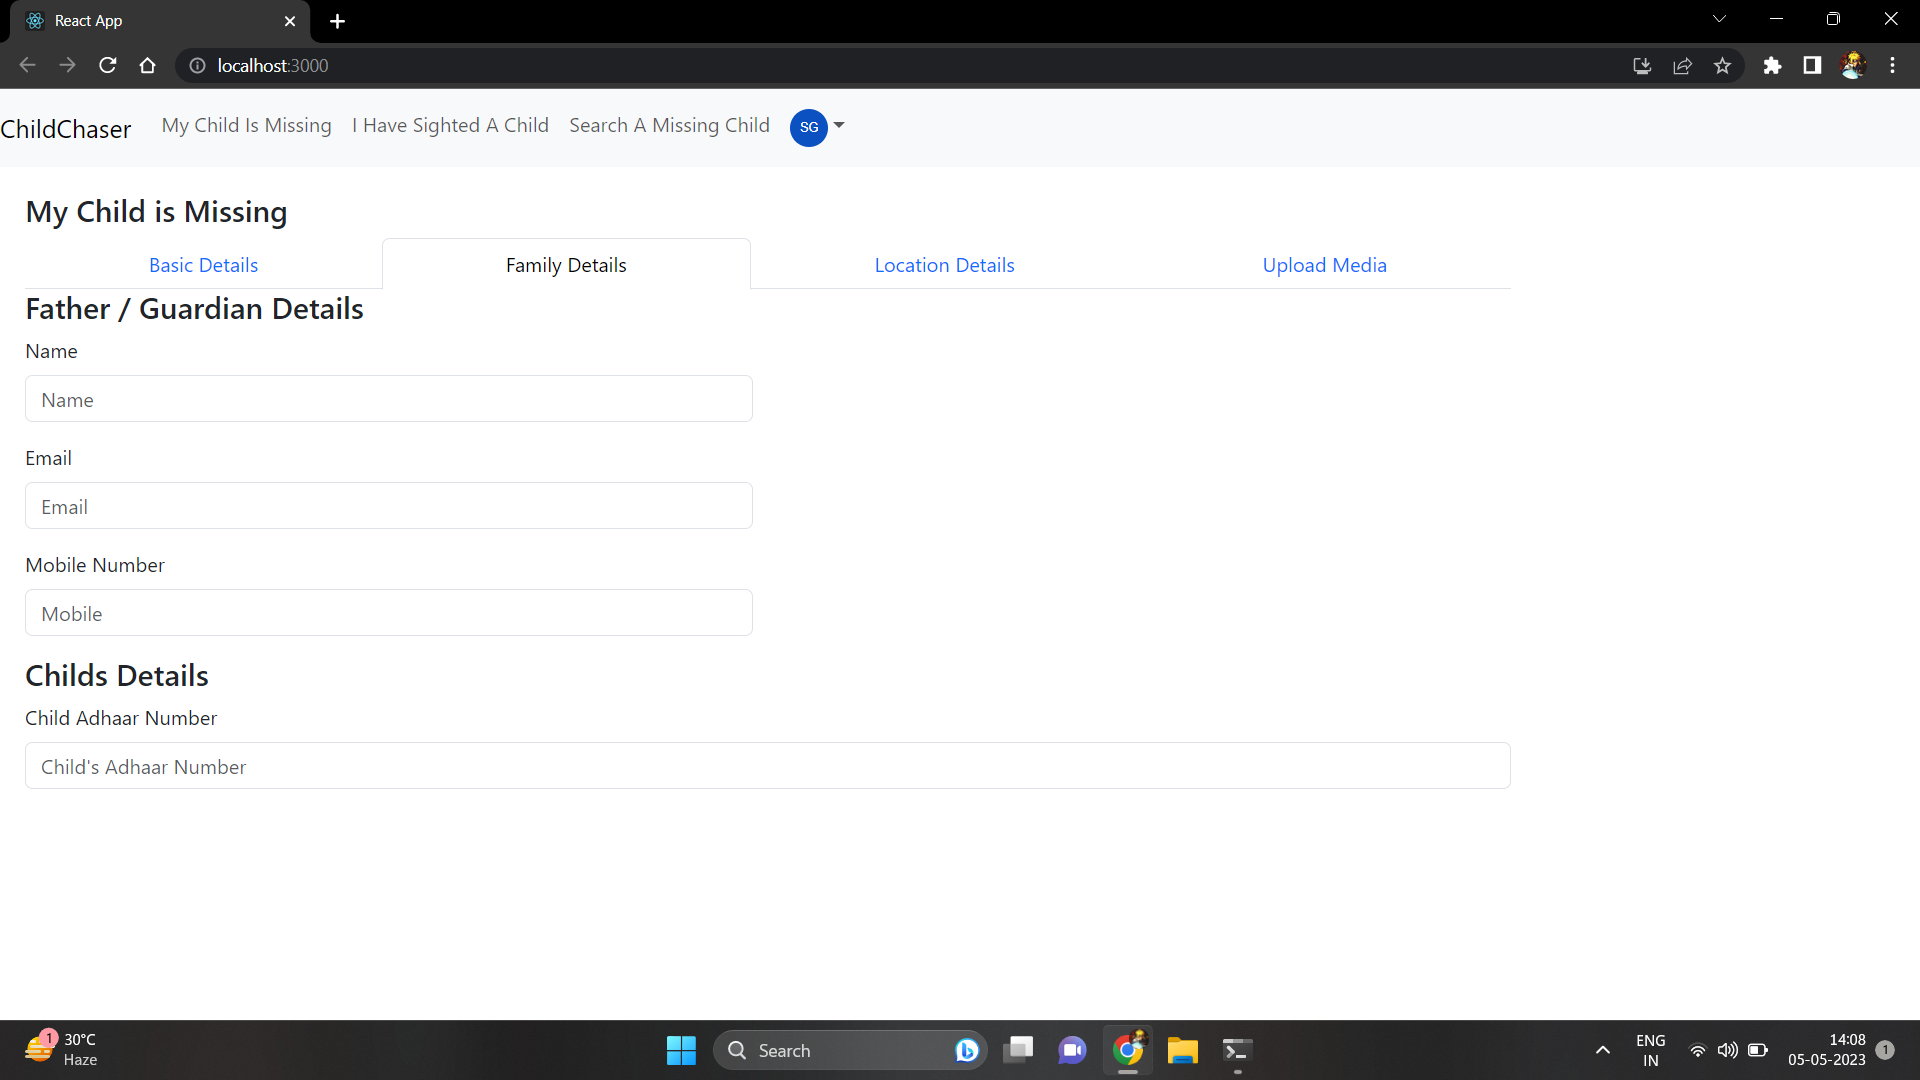 React App
localhost:3000
ChildChaser My Child Is Missing I Have Sighted A Child Search A Missing Child SG
My Child is Missing
Basic Details Family Details Location Details Upload Media
Father / Guardian Details
Name
Name
Email
Email
Mobile Number
Mobile
Childs Details
Child Adhaar Number
Child's Adhaar Number
1
30°C
Haze
Search
ENG
IN
14:08
05-05-2023
1